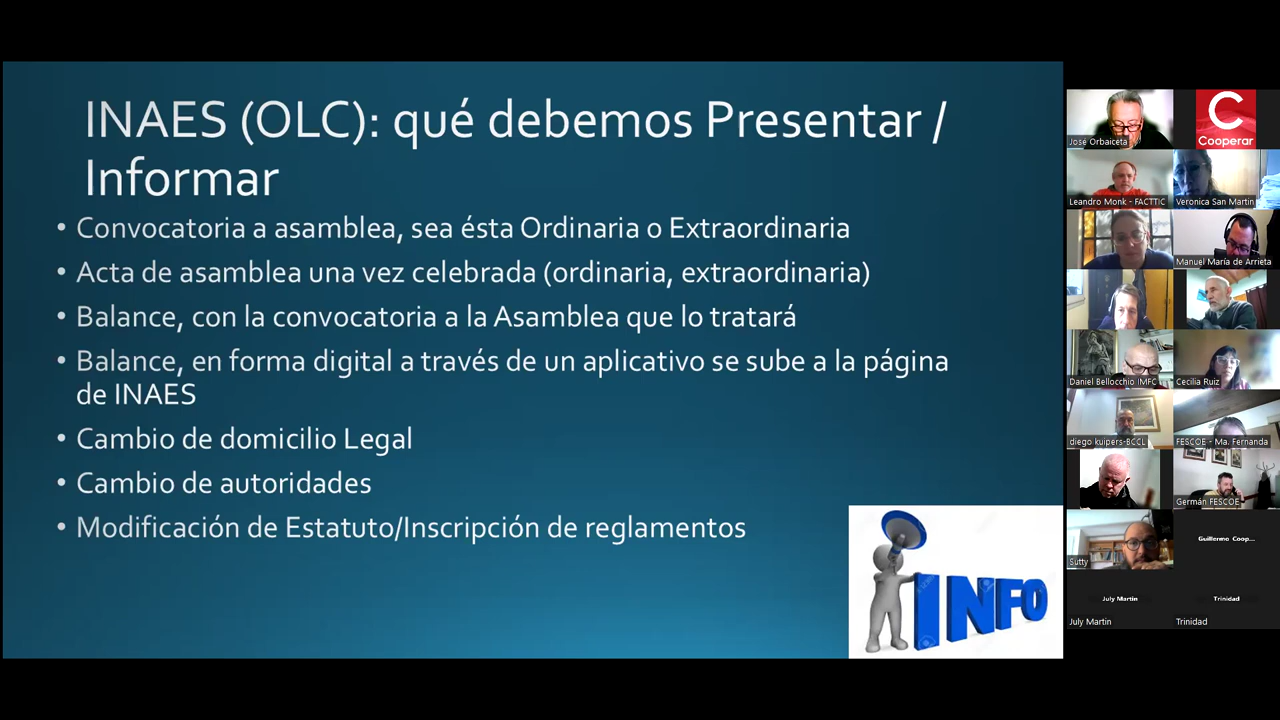 INAES (OLC): qué debemos Presentar /
Informar
• Convocatoria a asamblea, sea ésta Ordinaria o Extraordinaria
• Acta de asamblea una vez celebrada (ordinaria, extraordinaria)
• Balance, con la convocatoria a la Asamblea que lo tratará
• Balance, en forma digital a través de un aplicativo se sube a la página
de INAES
• Cambio de domicilio Legal
• Cambio de autoridades
• Modificación de Estatuto/Inscripción de reglamentos
INFO
José Orbaiceta
C
Cooperar
Leandro Monk - FACTTIC
Veronica San Martin
Manuel María de Arrieta
Daniel Bellocchio IMFC
Cecilia Ruiz
diego kuipers-BCCL
FESCOE - Ma. Fernanda
Germán FESCOE
Sutty
Guillermo Coop...
July Martin
Trinidad
July Martin
Trinidad